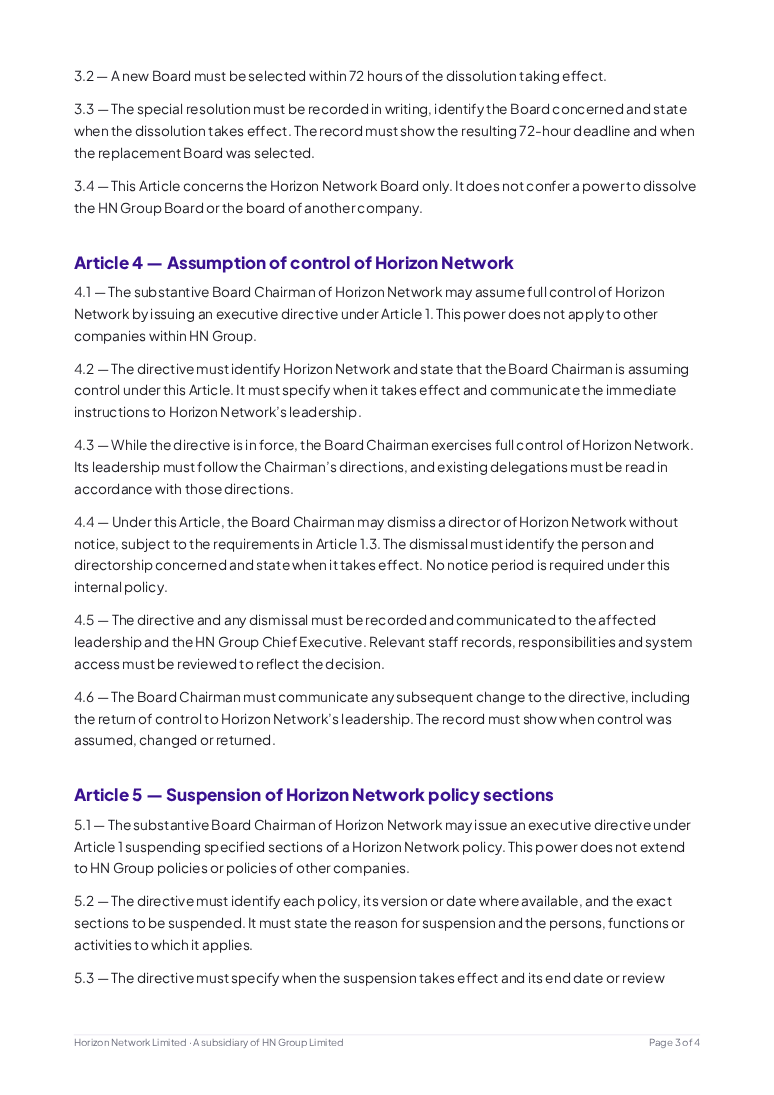 3.2 — A new Board must be selected within 72 hours of the dissolution taking effect.
3.3 — The special resolution must be recorded in writing, identify the Board concerned and state
when the dissolution takes effect. The record must show the resulting 72-hour deadline and when
the replacement Board was selected.
3.4 — This Article concerns the Horizon Network Board only. It does not confer a power to dissolve
the HN Group Board or the board of another company.
Article 4 — Assumption of control of Horizon Network
4.1 — The substantive Board Chairman of Horizon Network may assume full control of Horizon
Network by issuing an executive directive under Article 1. This power does not apply to other
companies within HN Group.
4.2 — The directive must identify Horizon Network and state that the Board Chairman is assuming
control under this Article. It must specify when it takes effect and communicate the immediate
instructions to Horizon Network’s leadership.
4.3 — While the directive is in force, the Board Chairman exercises full control of Horizon Network.
Its leadership must follow the Chairman’s directions, and existing delegations must be read in
accordance with those directions.
4.4 — Under this Article, the Board Chairman may dismiss a director of Horizon Network without
notice, subject to the requirements in Article 1.3. The dismissal must identify the person and
directorship concerned and state when it takes effect. No notice period is required under this
internal policy.
4.5 — The directive and any dismissal must be recorded and communicated to the affected
leadership and the HN Group Chief Executive. Relevant staff records, responsibilities and system
access must be reviewed to reflect the decision.
4.6 — The Board Chairman must communicate any subsequent change to the directive, including
the return of control to Horizon Network’s leadership. The record must show when control was
assumed, changed or returned.
Article 5 — Suspension of Horizon Network policy sections
5.1 — The substantive Board Chairman of Horizon Network may issue an executive directive under
Article 1 suspending specified sections of a Horizon Network policy. This power does not extend
to HN Group policies or policies of other companies.
5.2 — The directive must identify each policy, its version or date where available, and the exact
sections to be suspended. It must state the reason for suspension and the persons, functions or
activities to which it applies.
5.3 — The directive must specify when the suspension takes effect and its end date or review
Horizon Network Limited · A subsidiary of HN Group Limited
Page 3 of 4